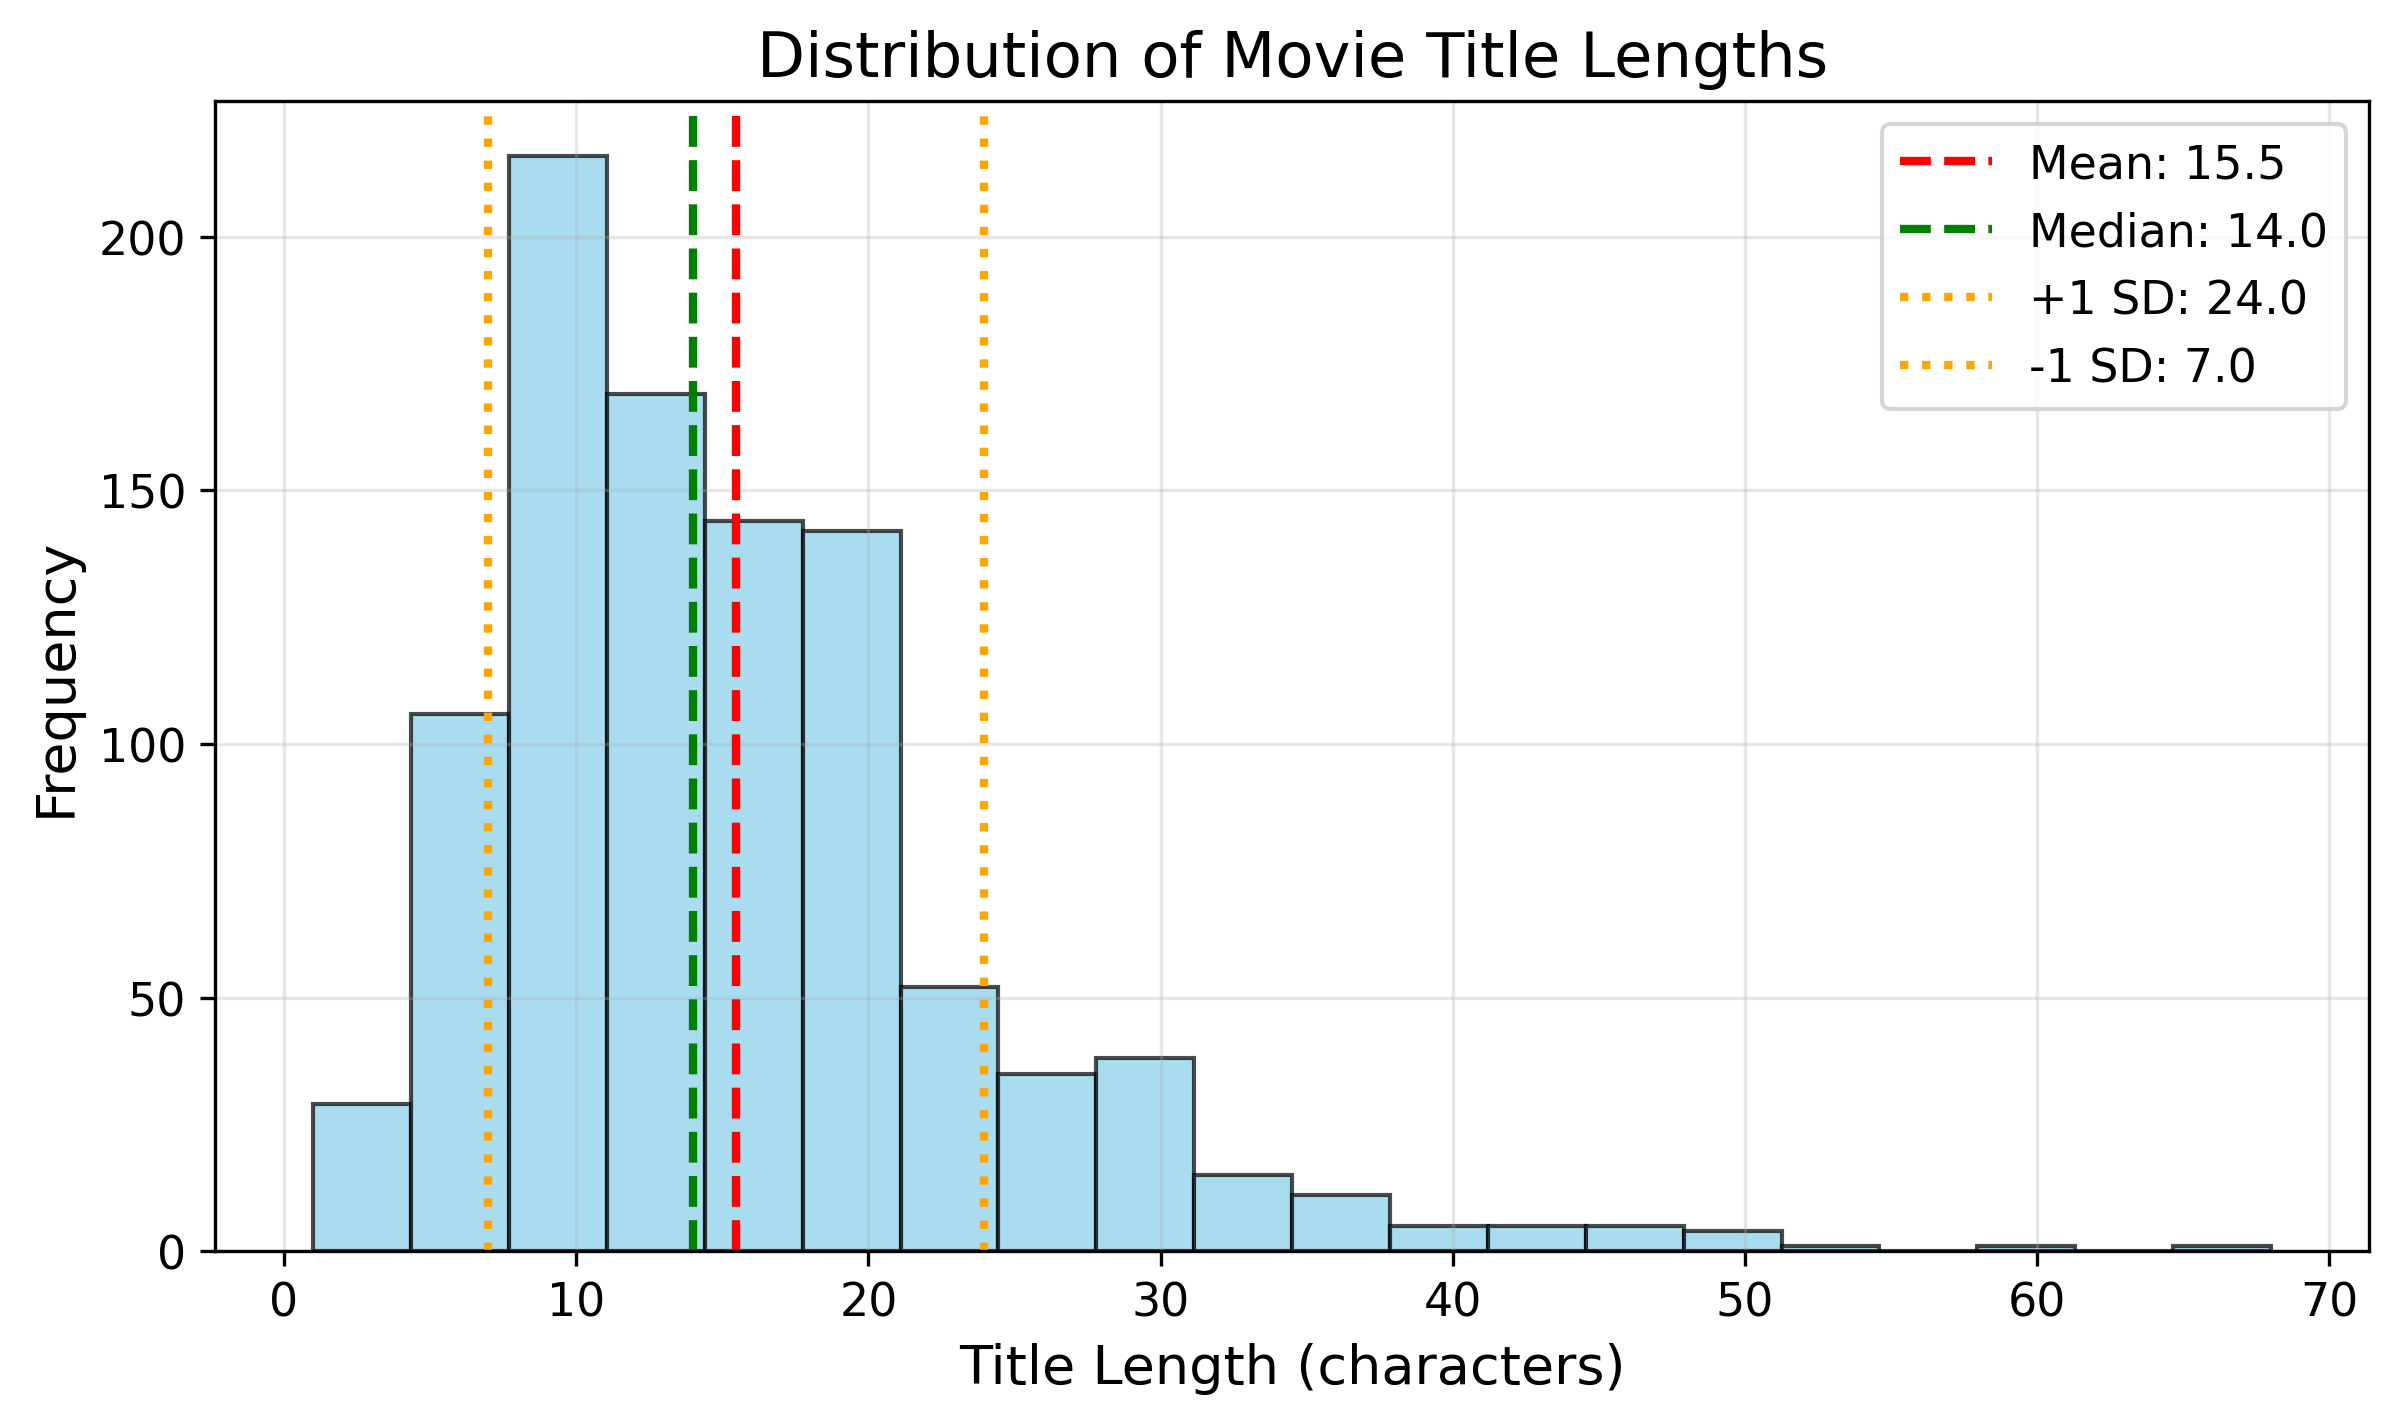 Distribution of Movie Title Lengths
Mean: 15.5
Median: 14.0
+1 SD: 24.0
-1 SD: 7.0
Frequency
200
150
100
50
0
0 10 20 30 40 50 60 70
Title Length (characters)